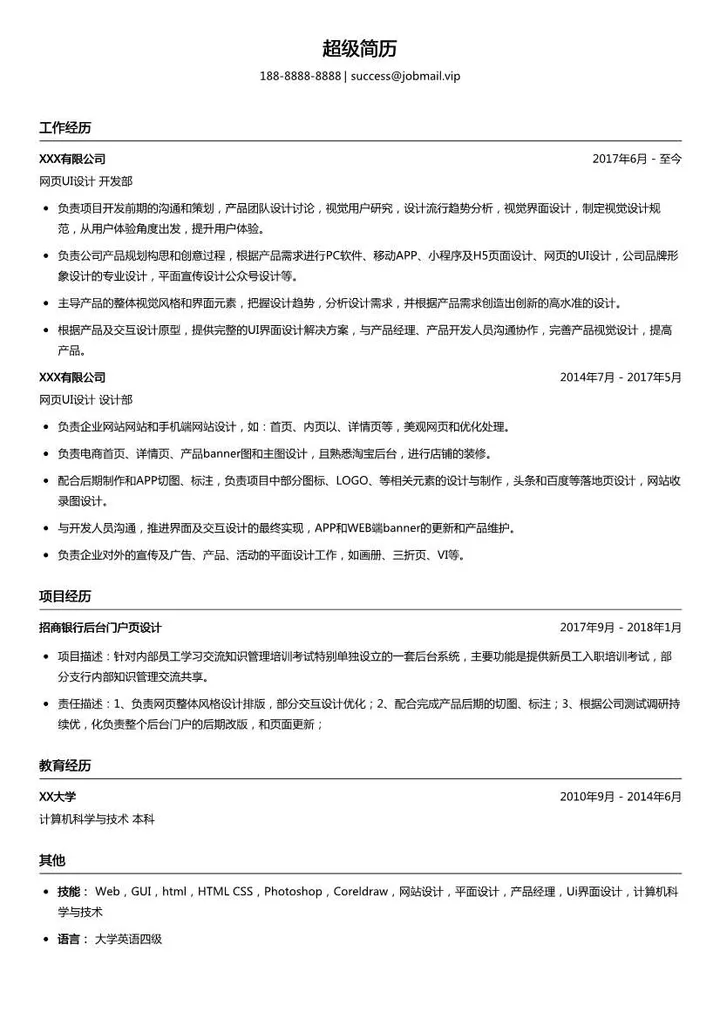 超级简历
188-8888-8888 | success@jobmail.vip
工作经历
XXX有限公司 2017年6月 - 至今
网页UI设计 开发部
• 负责项目开发前期的沟通和策划，产品团队设计讨论，视觉用户研究，设计流行趋势分析，视觉界面设计，制定视觉设计规
范，从用户体验角度出发，提升用户体验。
• 负责公司产品规划构思和创意过程，根据产品需求进行PC软件、移动APP、小程序及H5页面设计、网页的UI设计，公司品牌形
象设计的专业设计，平面宣传设计公众号设计等。
• 主导产品的整体视觉风格和界面元素，把握设计趋势，分析设计需求，并根据产品需求创造出创新的高水准的设计。
• 根据产品及交互设计原型，提供完整的UI界面设计解决方案，与产品经理、产品开发人员沟通协作，完善产品视觉设计，提高
产品。
XXX有限公司 2014年7月 - 2017年5月
网页UI设计 设计部
• 负责企业网站网站和手机端网站设计，如：首页、内页以、详情页等，美观网页和优化处理。
• 负责电商首页、详情页、产品banner图和主图设计，且熟悉淘宝后台，进行店铺的装修。
• 配合后期制作和APP切图、标注，负责项目中部分图标、LOGO、等相关元素的设计与制作，头条和百度等落地页设计，网站收
录图设计。
• 与开发人员沟通，推进界面及交互设计的最终实现，APP和WEB端banner的更新和产品维护。
• 负责企业对外的宣传及广告、产品、活动的平面设计工作，如画册、三折页、VI等。
项目经历
招商银行后台门户页设计 2017年9月 - 2018年1月
• 项目描述：针对内部员工学习交流知识管理培训考试特别单独设立的一套后台系统，主要功能是提供新员工入职培训考试，部
分支行内部知识管理交流共享。
• 责任描述：1、负责网页整体风格设计排版，部分交互设计优化；2、配合完成产品后期的切图、标注；3、根据公司测试调研持
续优，化负责整个后台门户的后期改版，和页面更新；
教育经历
XX大学 2010年9月 - 2014年6月
计算机科学与技术 本科
其他
• 技能： Web，GUI，html，HTML CSS，Photoshop，Coreldraw，网站设计，平面设计，产品经理，Ui界面设计，计算机科
学与技术
• 语言： 大学英语四级